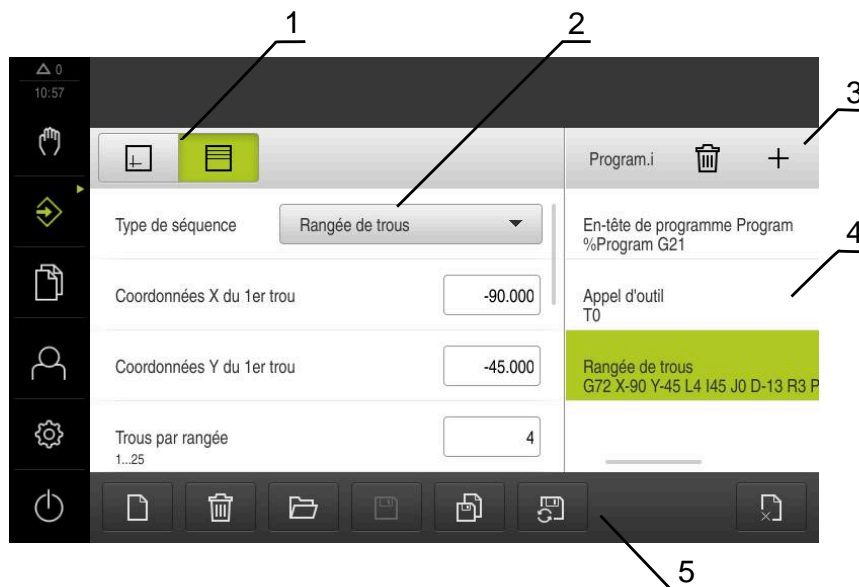 1
2
3
4
5
0
10:57
Program.i
Type de séquence
Rangée de trous
Coordonnées X du 1er trou
-90.000
Coordonnées Y du 1er trou
-45.000
Trous par rangée
1...25
4
En-tête de programme Program
%Program G21
Appel d'outil
T0
Rangée de trous
G72 X-90 Y-45 L4 I45 J0 D-13 R3 P